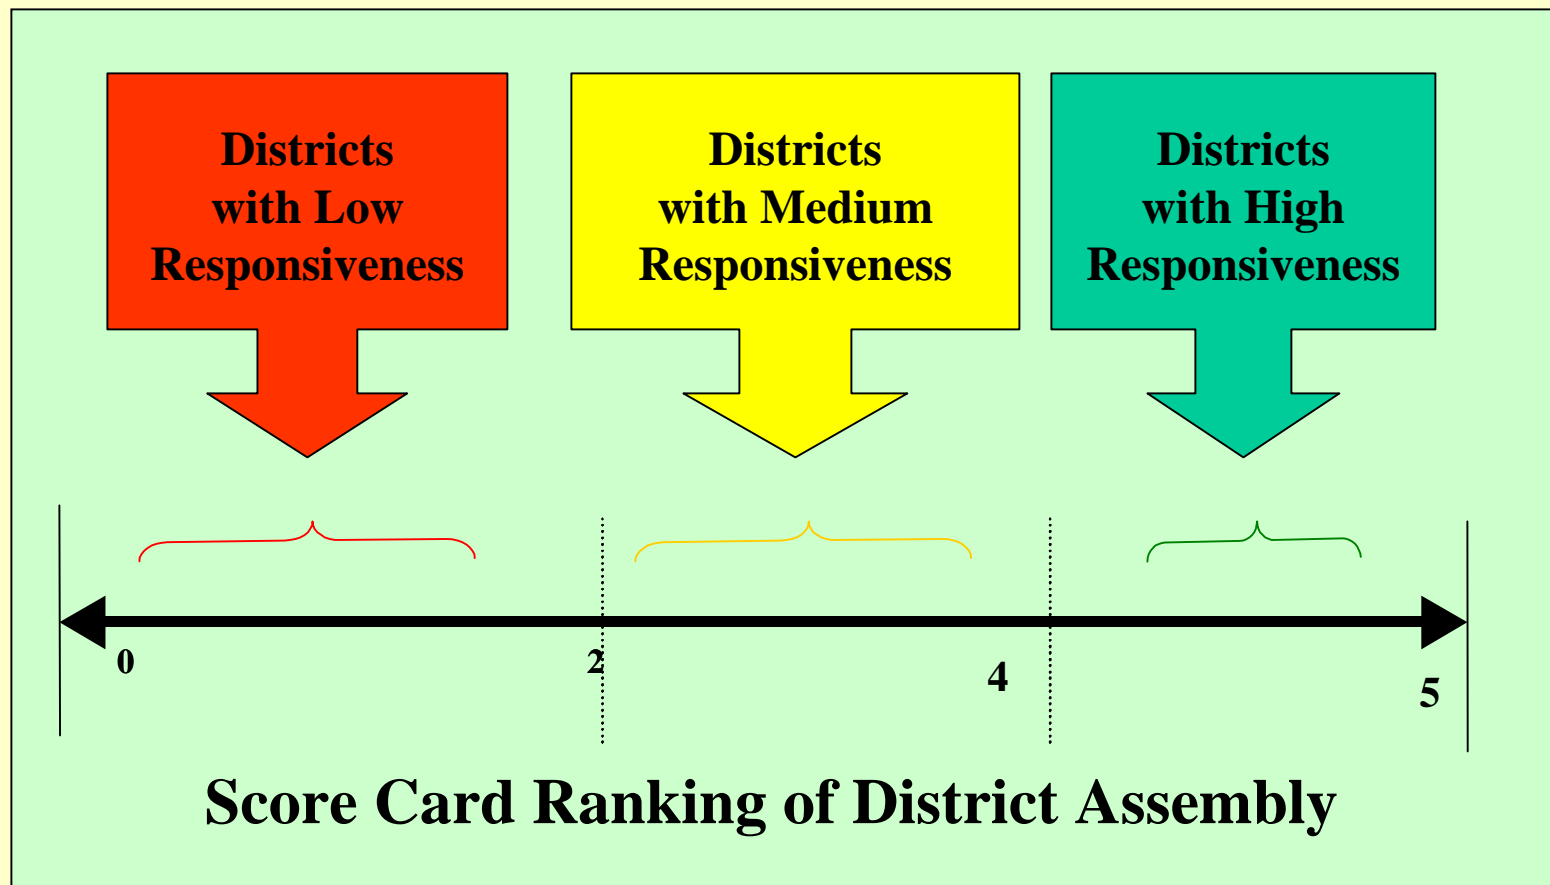 Districts
with Low
Responsiveness
Districts
with Medium
Responsiveness
Districts
with High
Responsiveness
0
2
4
5
Score Card Ranking of District Assembly